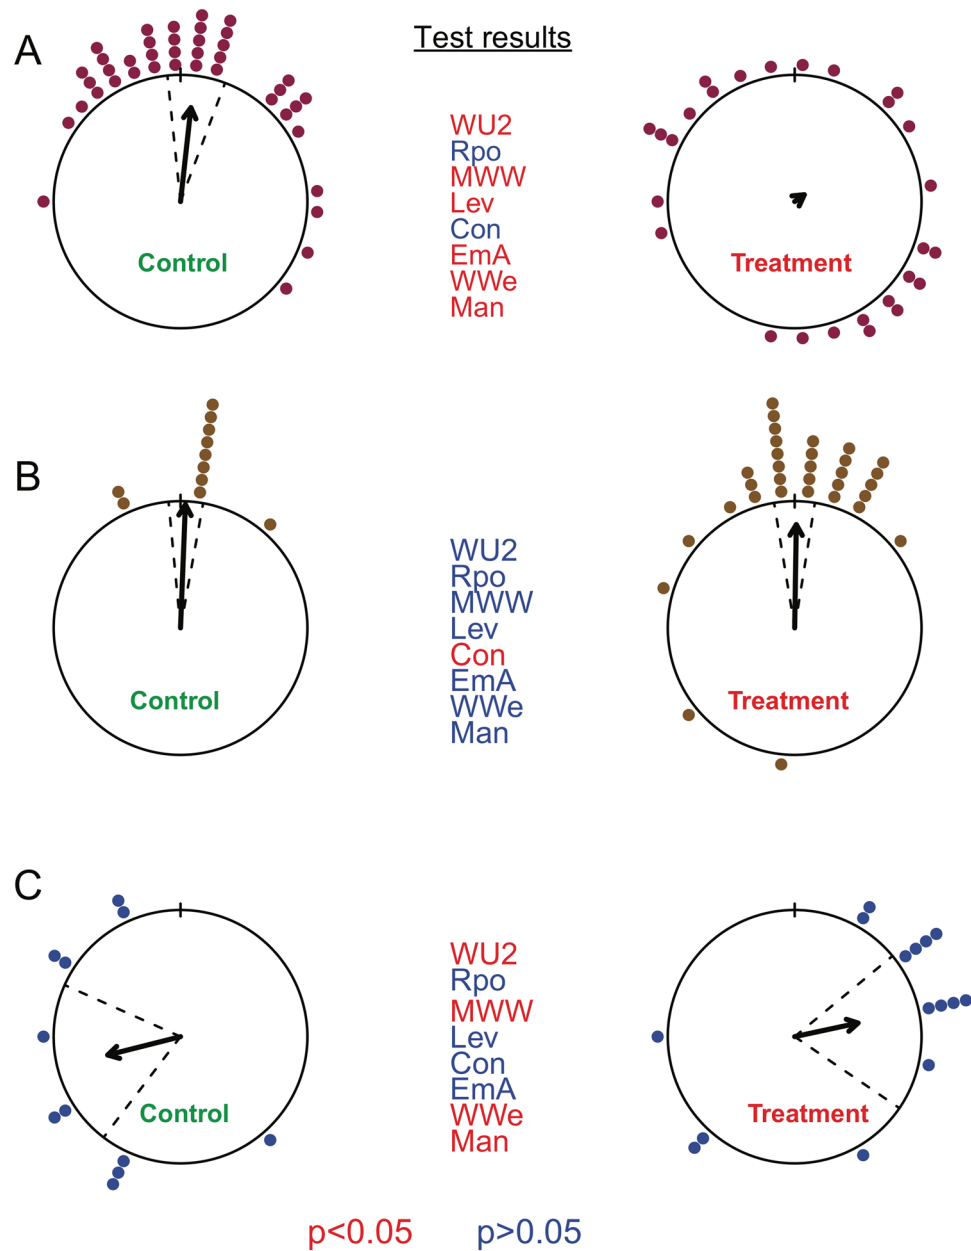 A
Test results
WU2
Rpo
MWW
Lev
Con
EmA
WWe
Man
Control
Treatment
B
WU2
Rpo
MWW
Lev
Con
EmA
WWe
Man
Control
Treatment
C
WU2
Rpo
MWW
Lev
Con
EmA
WWe
Man
Control
Treatment
p<0.05 p>0.05